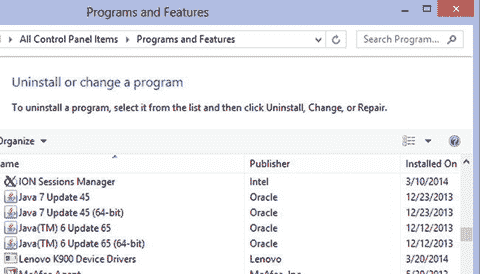 Programs and Features
All Control Panel Items Programs and Features Search Program...
Uninstall or change a program
To uninstall a program, select it from the list and then click Uninstall, Change, or Repair.
Organize
ame Publisher Installed On
ION Sessions Manager Intel 3/10/2014
Java 7 Update 45 Oracle 12/23/2013
Java 7 Update 45 (64-bit) Oracle 12/23/2013
Java(TM) 6 Update 65 Oracle 12/12/2013
Java(TM) 6 Update 65 (64-bit) Oracle 12/12/2013
Lenovo K900 Device Drivers Lenovo 3/20/2014
McAfee Agent McAfee, Inc.